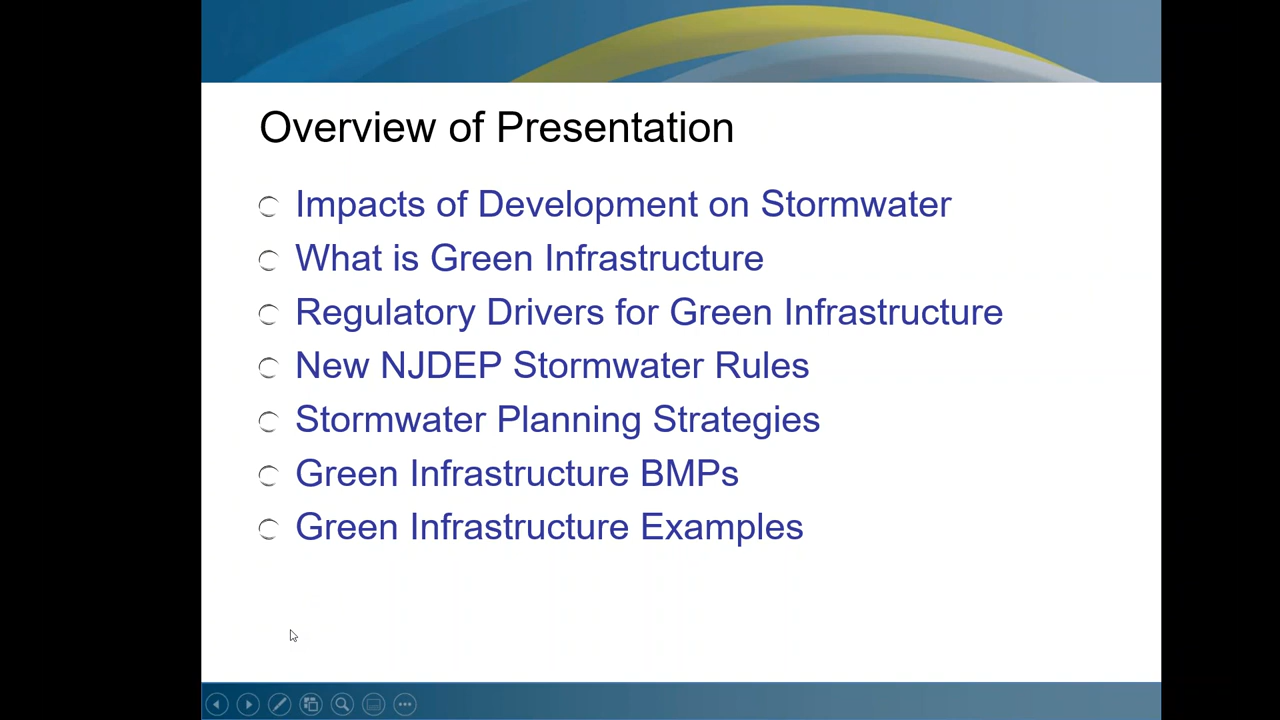 Overview of Presentation
Impacts of Development on Stormwater
What is Green Infrastructure
Regulatory Drivers for Green Infrastructure
New NJDEP Stormwater Rules
Stormwater Planning Strategies
Green Infrastructure BMPs
Green Infrastructure Examples